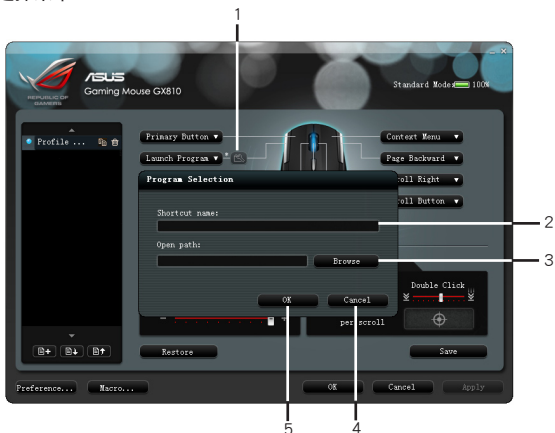 1
REPUBLIC OF
GAMERS
ASUS
Gaming Mouse GX810
Standard Mode 100%
Profile ...
Primary Button
Context Menu
Launch Program
Page Backward
Program Selection
roll Right
Shortcut name:
roll Button
2
Open path:
Browse
3
Double Click
OK
Cancel
per scroll
Restore
Save
Preference...
Macro...
OK
Cancel
Apply
5
4